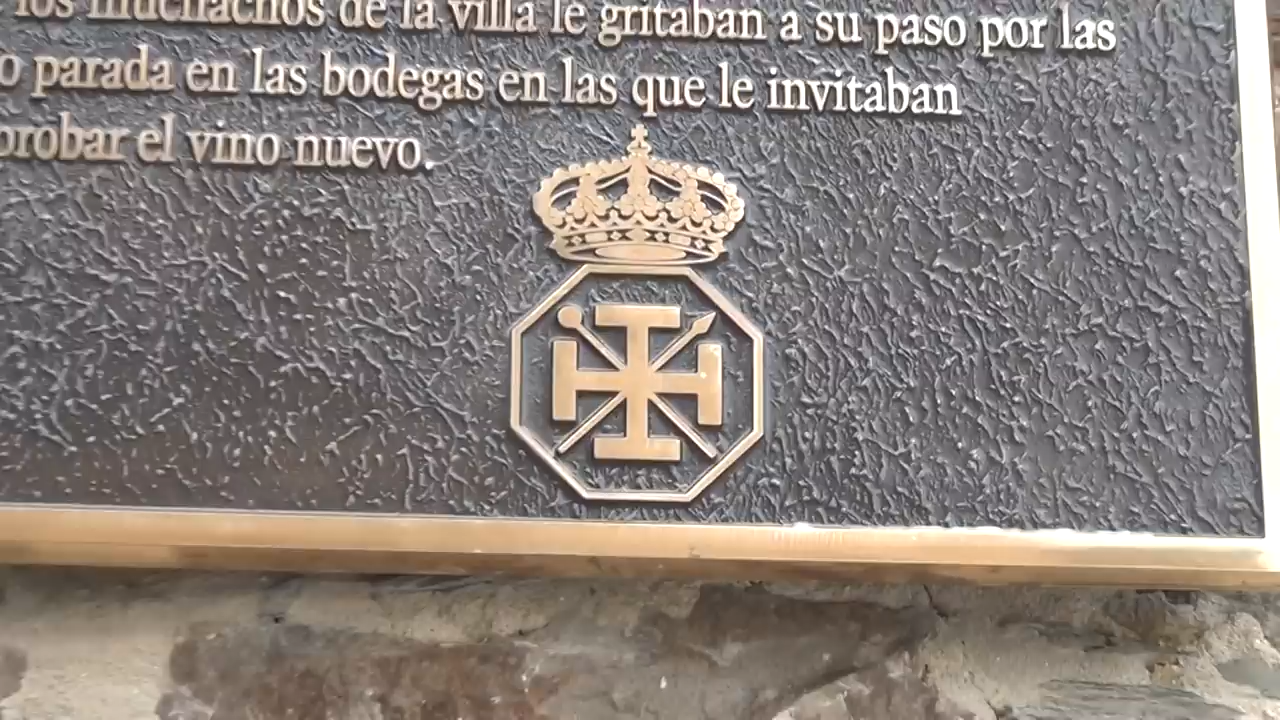 los muchachos de la villa le gritaban a su paso por las
parada en las bodegas en las que le invitaban
probar el vino nuevo.